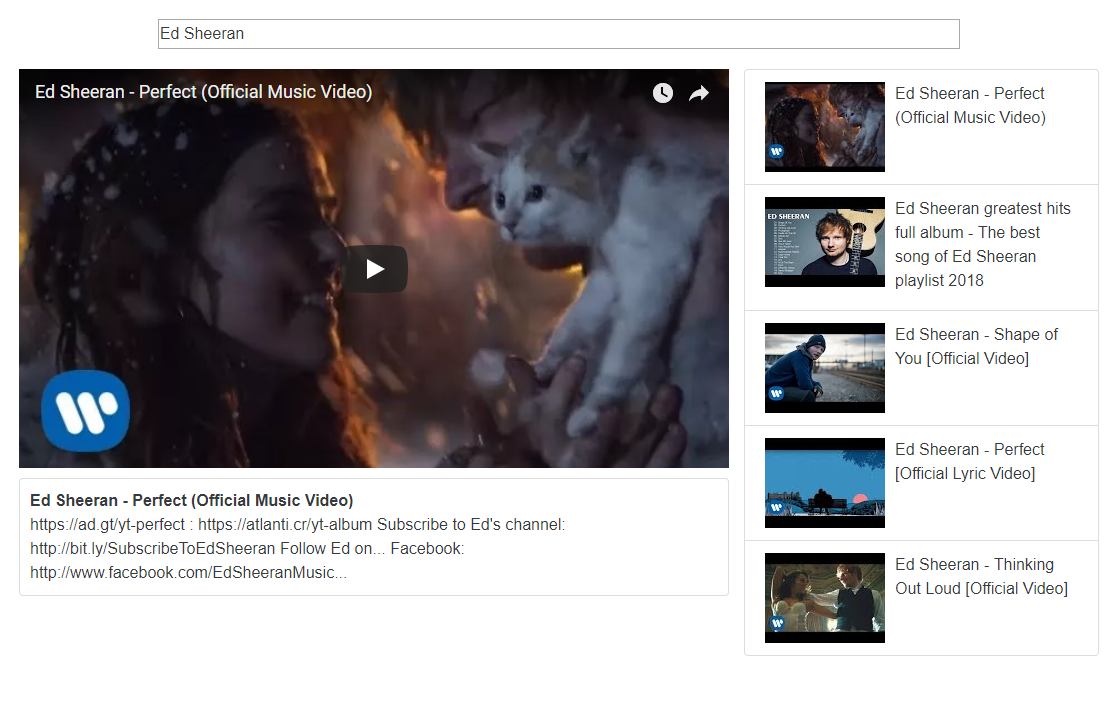 Ed Sheeran
Ed Sheeran - Perfect (Official Music Video)
Ed Sheeran - Perfect (Official Music Video)
https://ad.gt/yt-perfect : https://atlanti.cr/yt-album Subscribe to Ed's channel:
http://bit.ly/SubscribeToEdSheeran Follow Ed on... Facebook:
http://www.facebook.com/EdSheeranMusic...
Ed Sheeran - Perfect
(Official Music Video)
ED SHEERAN
Ed Sheeran greatest hits
full album - The best
song of Ed Sheeran
playlist 2018
Ed Sheeran - Shape of
You [Official Video]
Ed Sheeran - Perfect
[Official Lyric Video]
Ed Sheeran - Thinking
Out Loud [Official Video]